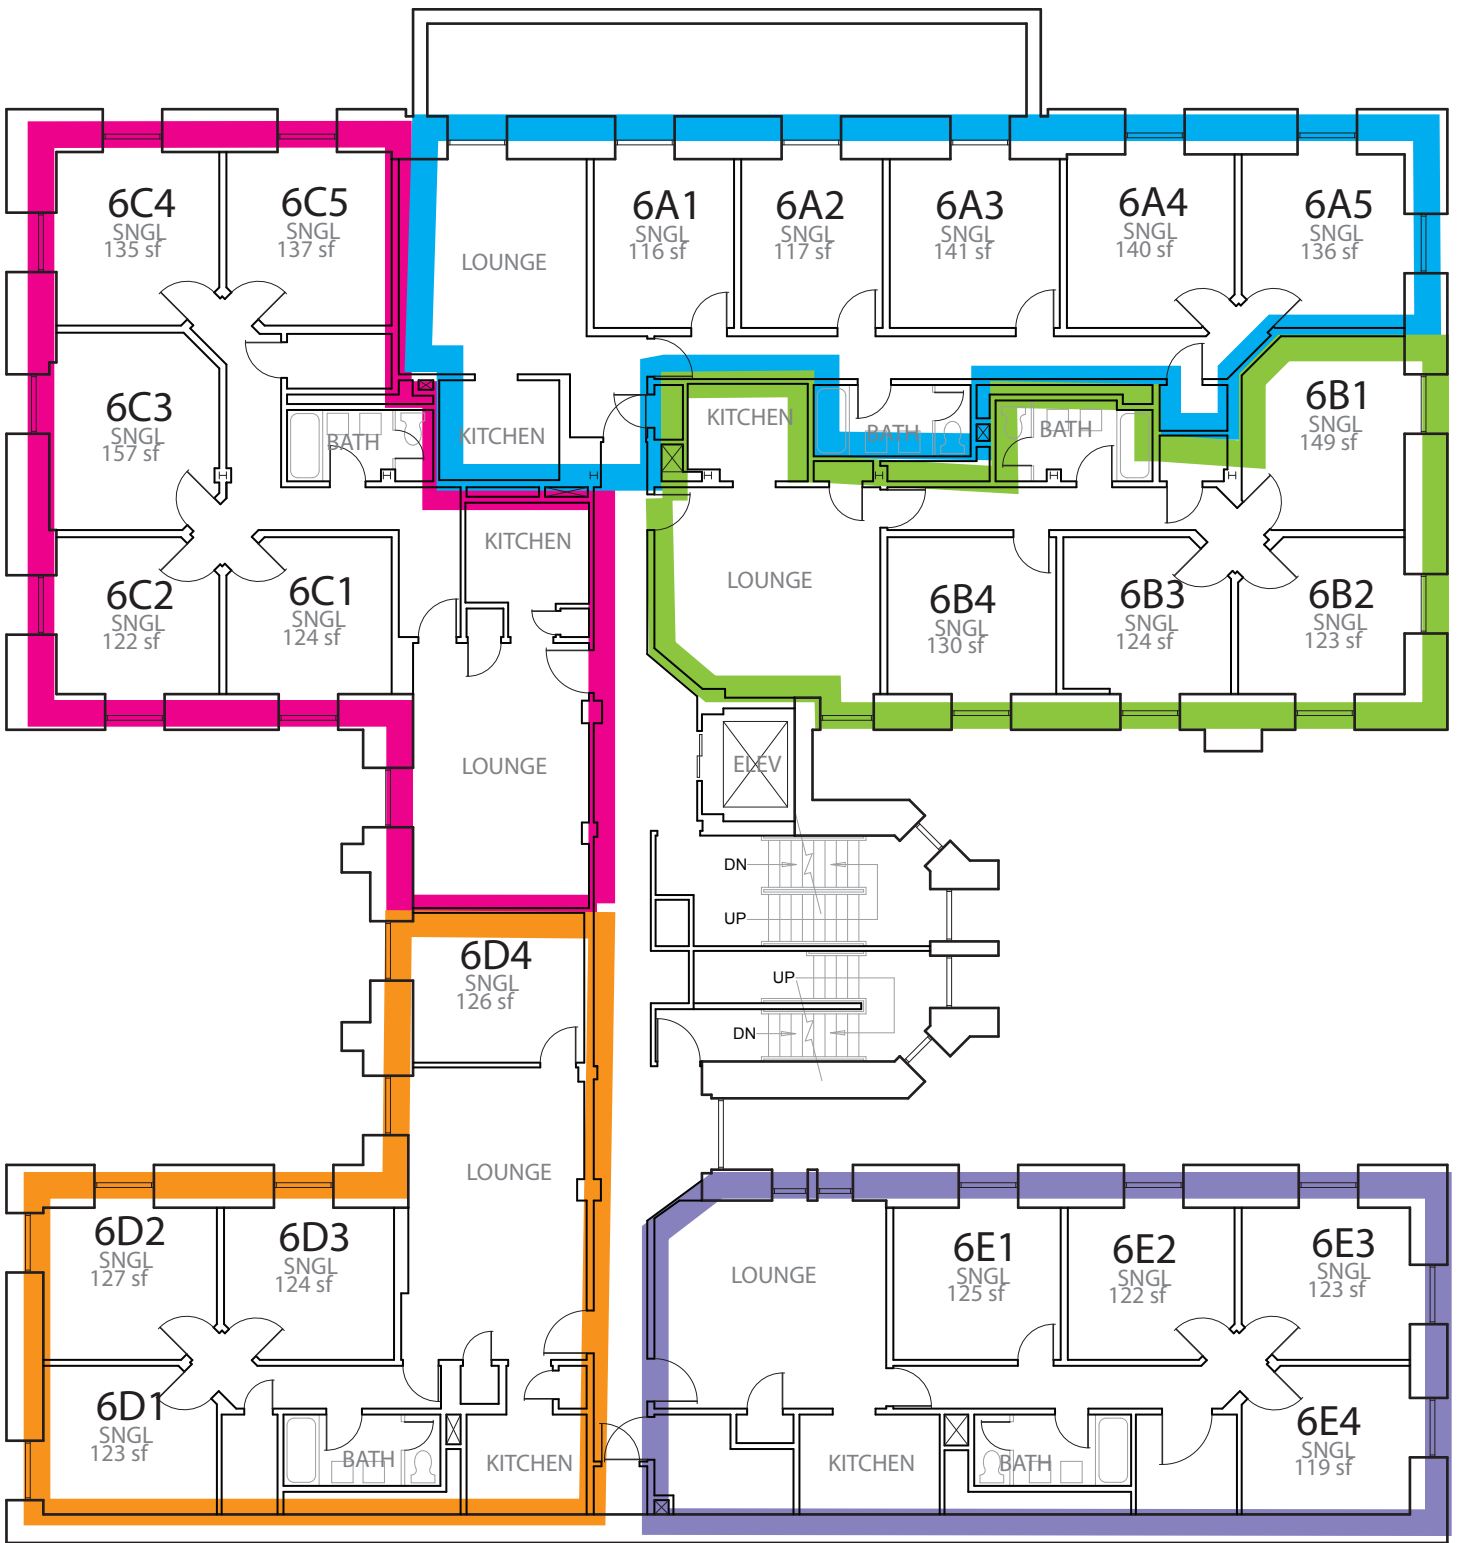 6C4
SNGL
135 sf
6C5
SNGL
137 sf
LOUNGE
6A1
SNGL
116 sf
6A2
SNGL
117 sf
6A3
SNGL
141 sf
6A4
SNGL
140 sf
6A5
SNGL
136 sf
6C3
SNGL
157 sf
BATH
KITCHEN
KITCHEN
BATH
BATH
6B1
SNGL
149 sf
KITCHEN
6C2
SNGL
122 sf
6C1
SNGL
124 sf
LOUNGE
6B4
SNGL
130 sf
6B3
SNGL
124 sf
6B2
SNGL
123 sf
LOUNGE
ELEV
DN
UP
6D4
SNGL
126 sf
UP
DN
LOUNGE
6D2
SNGL
127 sf
6D3
SNGL
124 sf
LOUNGE
6E1
SNGL
125 sf
6E2
SNGL
122 sf
6E3
SNGL
123 sf
6D1
SNGL
123 sf
BATH
KITCHEN
KITCHEN
BATH
6E4
SNGL
119 sf